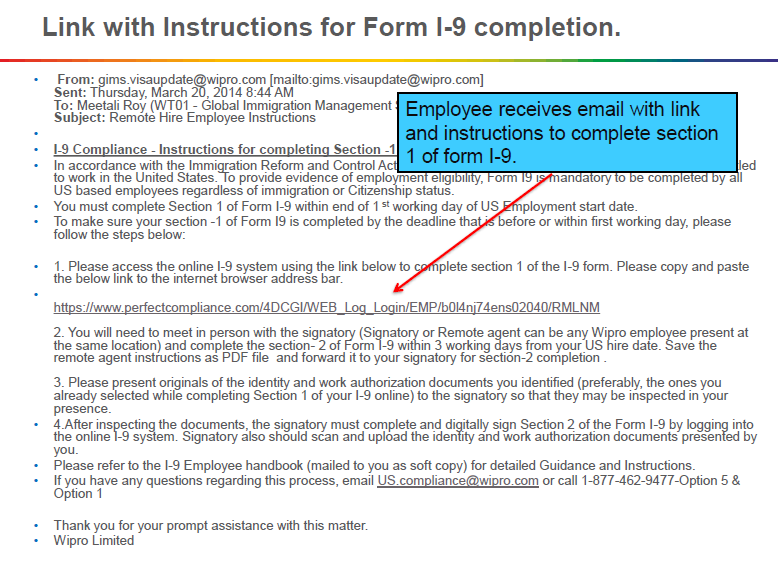 Link with Instructions for Form I-9 completion.
From: gims.visaupdate@wipro.com [mailto:gims.visaupdate@wipro.com]
Sent: Thursday, March 20, 2014 8:44 AM
To: Meetali Roy (WT01 - Global Immigration Management
Subject: Remote Hire Employee Instructions
Employee receives email with link
and instructions to complete section
1 of form I-9.
I-9 Compliance - Instructions for completing Section -1
In accordance with the Immigration Reform and Control Act
to work in the United States. To provide evidence of employment eligibility, Form I9 is mandatory to be completed by all
US based employees regardless of immigration or Citizenship status.
You must complete Section 1 of Form I-9 within end of 1st working day of US Employment start date.
To make sure your section -1 of Form I9 is completed by the deadline that is before or within first working day, please
follow the steps below:
1. Please access the online I-9 system using the link below to complete section 1 of the I-9 form. Please copy and paste
the below link to the internet browser address bar.
https://www.perfectcompliance.com/4DCGI/WEB_Log_Login/EMP/b0l4nj74ens02040/RMLNM
2. You will need to meet in person with the signatory (Signatory or Remote agent can be any Wipro employee present at
the same location) and complete the section- 2 of Form I-9 within 3 working days from your US hire date. Save the
remote agent instructions as PDF file  and forward it to your signatory for section-2 completion .
3. Please present originals of the identity and work authorization documents you identified (preferably, the ones you
already selected while completing Section 1 of your I-9 online) to the signatory so that they may be inspected in your
presence.
4.After inspecting the documents, the signatory must complete and digitally sign Section 2 of the Form I-9 by logging into
the online I-9 system. Signatory also should scan and upload the identity and work authorization documents presented by
you.
Please refer to the I-9 Employee handbook (mailed to you as soft copy) for detailed Guidance and Instructions.
If you have any questions regarding this process, email US.compliance@wipro.com or call 1-877-462-9477-Option 5 &
Option 1
Thank you for your prompt assistance with this matter.
Wipro Limited